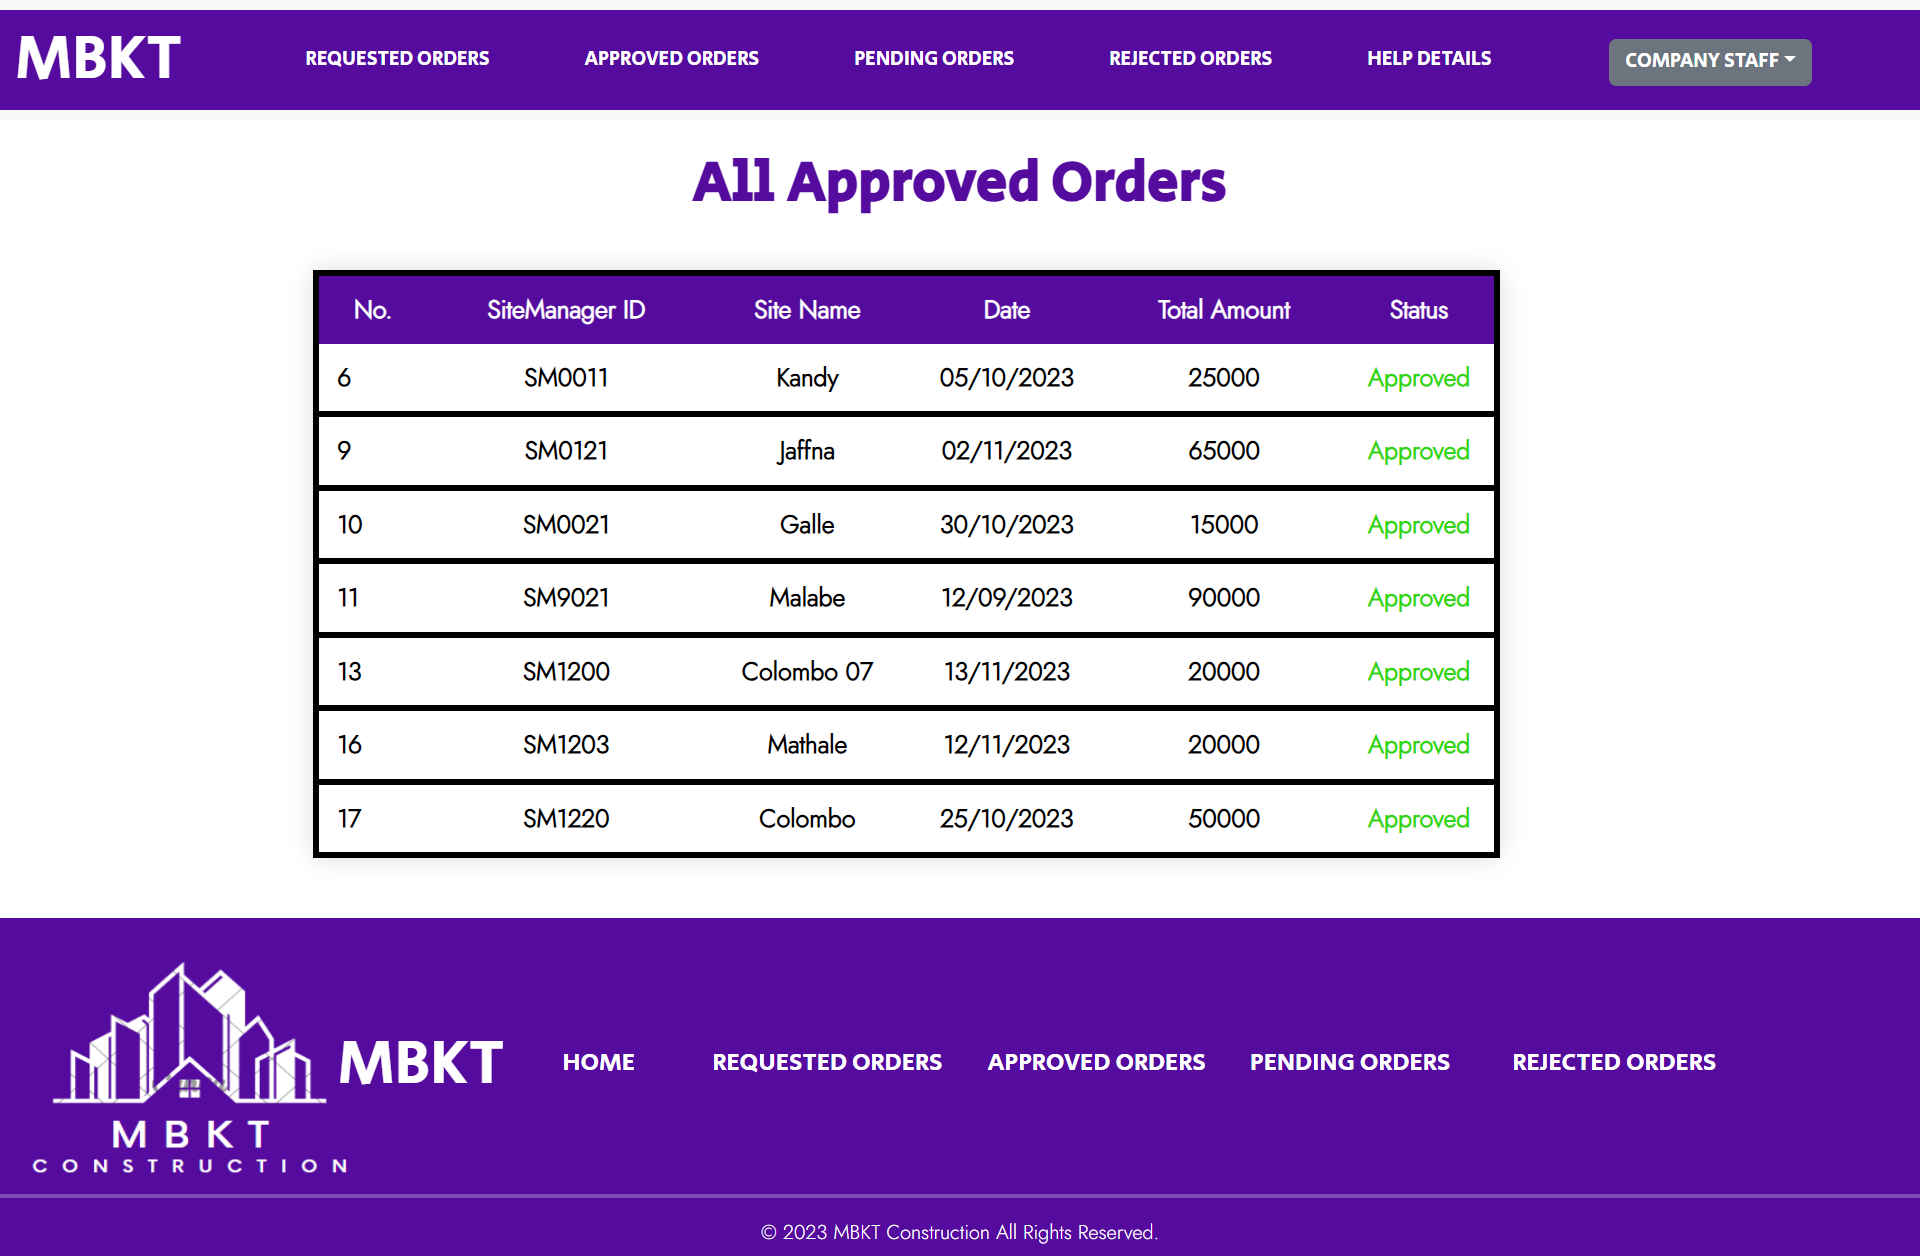 MBKT
REQUESTED ORDERS APPROVED ORDERS PENDING ORDERS REJECTED ORDERS HELP DETAILS COMPANY STAFF
All Approved Orders
No. SiteManager ID Site Name Date Total Amount Status
6 SM0011 Kandy 05/10/2023 25000 Approved
9 SM0121 Jaffna 02/11/2023 65000 Approved
10 SM0021 Galle 30/10/2023 15000 Approved
11 SM9021 Malabe 12/09/2023 90000 Approved
13 SM1200 Colombo 07 13/11/2023 20000 Approved
16 SM1203 Mathale 12/11/2023 20000 Approved
17 SM1220 Colombo 25/10/2023 50000 Approved
MBKT
HOME REQUESTED ORDERS APPROVED ORDERS PENDING ORDERS REJECTED ORDERS
MBKT
CONSTRUCTION
© 2023 MBKT Construction All Rights Reserved.